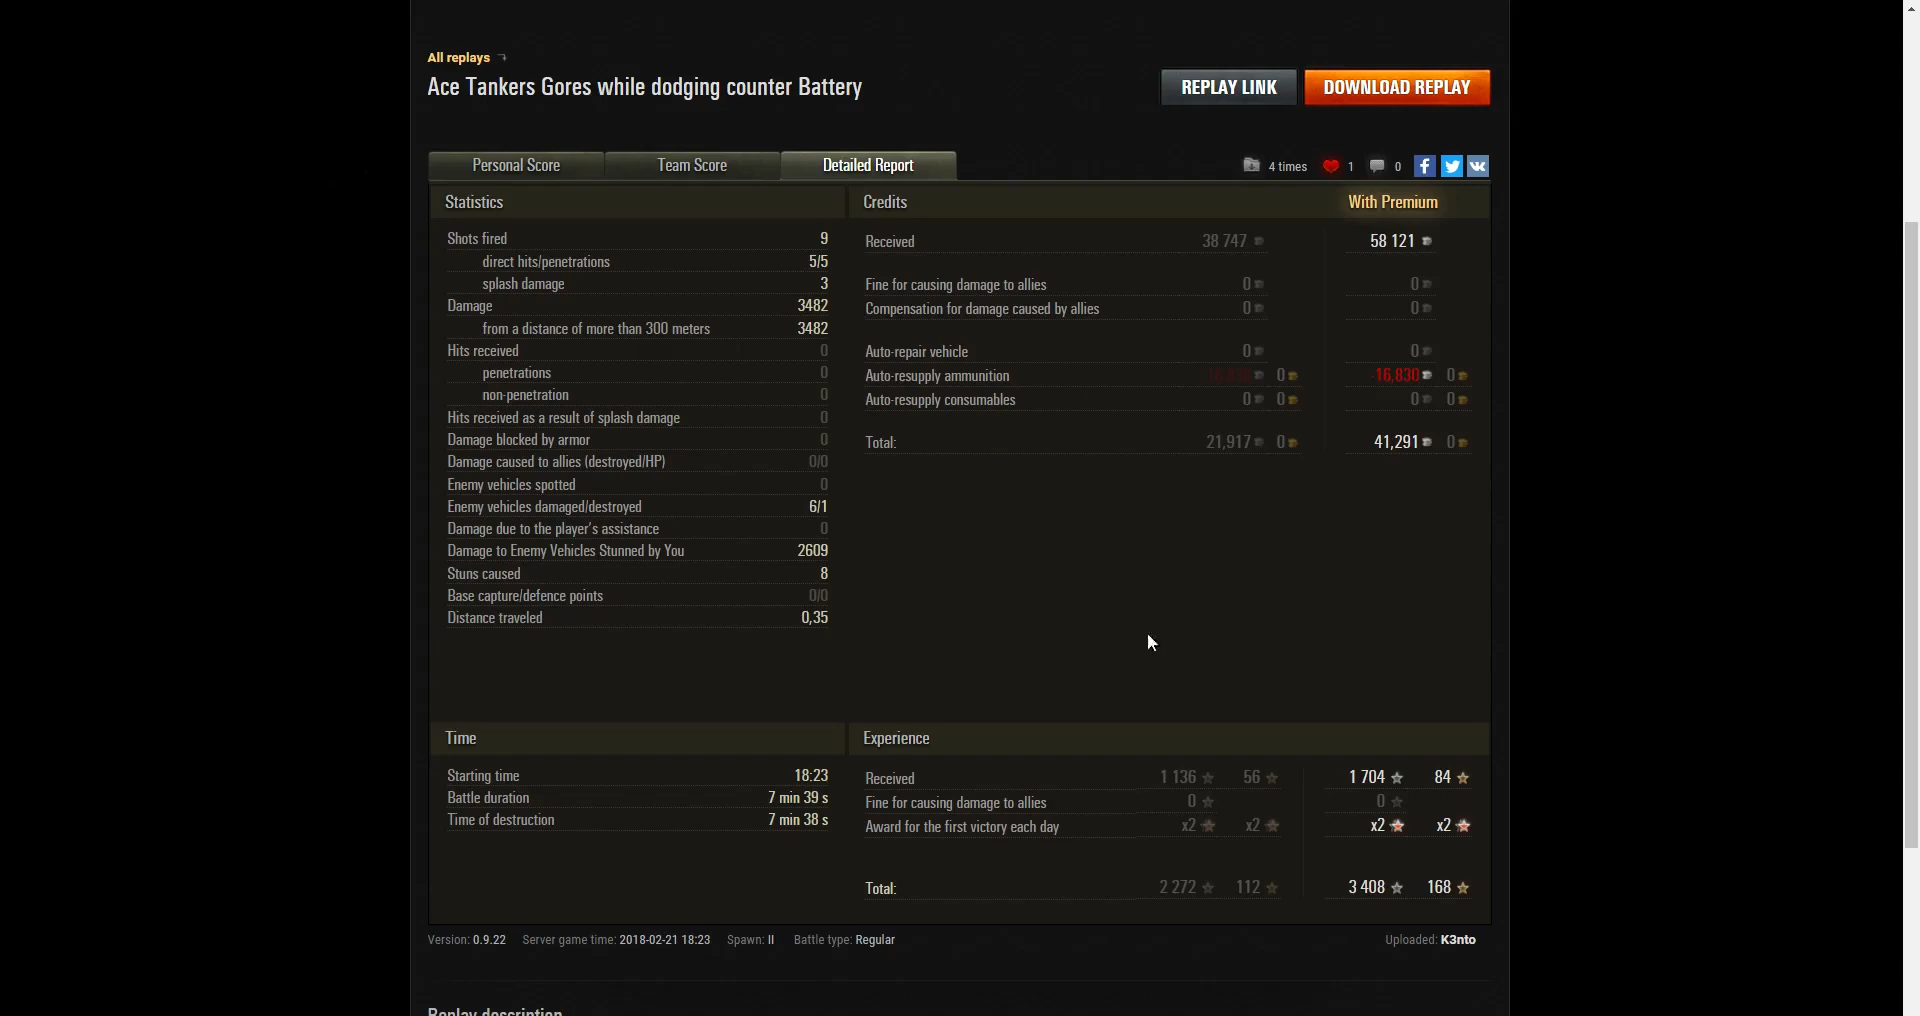 All replays
Ace Tankers Gores while dodging counter Battery
REPLAY LINK
DOWNLOAD REPLAY
Personal Score
Team Score
Detailed Report
4 times
1
0
Statistics
Credits
With Premium
Shots fired 9
direct hits/penetrations 5/5
splash damage 3
Damage 3482
from a distance of more than 300 meters 3482
Hits received 0
penetrations 0
non-penetration 0
Hits received as a result of splash damage 0
Damage blocked by armor 0
Damage caused to allies (destroyed/HP) 0/0
Enemy vehicles spotted 0
Enemy vehicles damaged/destroyed 6/1
Damage due to the player's assistance 0
Damage to Enemy Vehicles Stunned by You 2609
Stuns caused 8
Base capture/defence points 0/0
Distance traveled 0,35
Received 38 747 58 121
Fine for causing damage to allies 0 0
Compensation for damage caused by allies 0 0
Auto-repair vehicle 0 0
Auto-resupply ammunition 0 -16,830 0
Auto-resupply consumables 0 0 0 0
Total: 21,917 0 41,291 0
Time
Starting time 18:23
Battle duration 7 min 39 s
Time of destruction 7 min 38 s
Experience
Received 1 136 56 1 704 84
Fine for causing damage to allies 0 0
Award for the first victory each day x2 x2 x2 x2
Total: 2 272 112 3 408 168
Version: 0.9.22 Server game time: 2018-02-21 18:23 Spawn: II Battle type: Regular
Uploaded: K3nto
Replay description